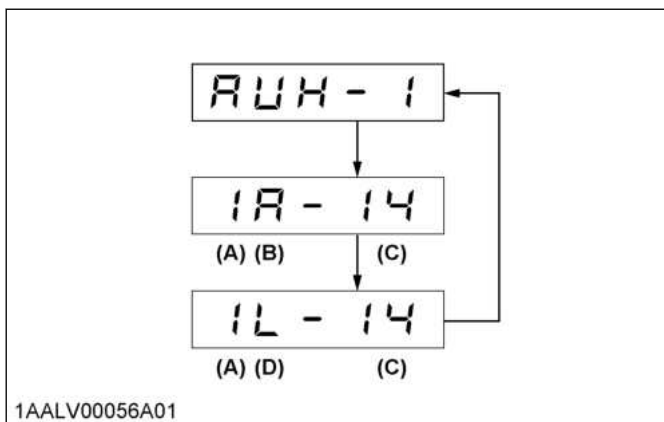 AUH - 1
1A - 14
(A) (B) (C)
1L - 14
(A) (D) (C)
1AALV00056A01